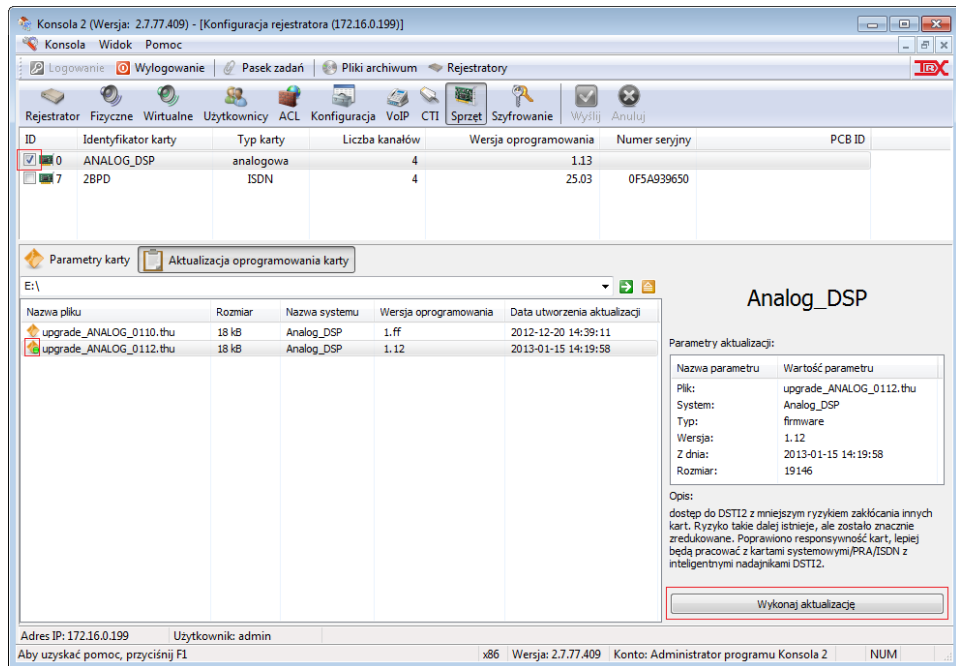 Konsola 2 (Wersja: 2.7.77.409) - [Konfiguracja rejestratora (172.16.0.199)]
Konsola Widok Pomoc
Logowanie Wylogowanie Pasek zadań Pliki archiwum Rejestratory TRX
Rejestrator Fizyczne Wirtualne Użytkownicy ACL Konfiguracja VoIP CTI Sprzęt Szyfrowanie Wyślij Anuluj
ID Identyfikator karty Typ karty Liczba kanałów Wersja oprogramowania Numer seryjny PCB ID
0 ANALOG_DSP analogowa 4 1.13
7 2BPD ISDN 4 25.03 0F5A939650
Parametry karty Aktualizacja oprogramowania karty
E:\
Nazwa pliku Rozmiar Nazwa systemu Wersja oprogramowania Data utworzenia aktualizacji
upgrade_ANALOG_0110.thu 18 kB Analog_DSP 1.ff 2012-12-20 14:39:11
upgrade_ANALOG_0112.thu 18 kB Analog_DSP 1.12 2013-01-15 14:19:58
Analog_DSP
Parametry aktualizacji:
Nazwa parametru Wartość parametru
Plik: upgrade_ANALOG_0112.thu
System: Analog_DSP
Typ: firmware
Wersja: 1.12
Z dnia: 2013-01-15 14:19:58
Rozmiar: 19146
Opis:
dostęp do DSTI2 z mniejszym ryzykiem zakłócania innych
kart. Ryzyko takie dalej istnieje, ale zostało znacznie
zredukowane. Poprawiono responsywność kart, lepiej
będą pracować z kartami systemowymi/PRA/ISDN z
inteligentnymi nadajnikami DSTI2.
Wykonaj aktualizację
Adres IP: 172.16.0.199 Użytkownik: admin
Aby uzyskać pomoc, przyciśnij F1 x86 Wersja: 2.7.77.409 Konto: Administrator programu Konsola 2 NUM